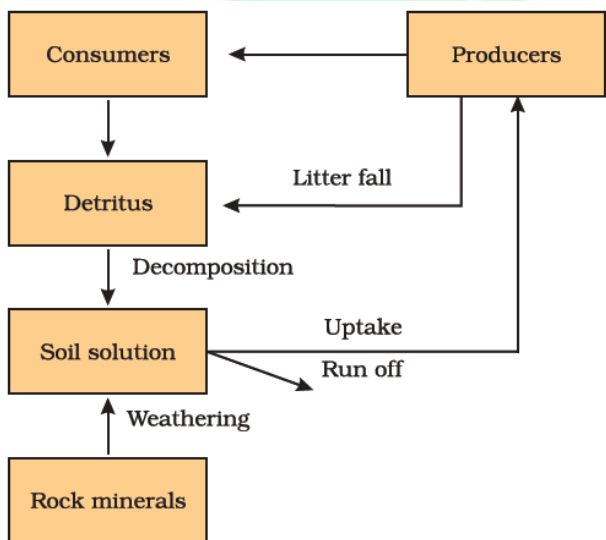 Consumers
Producers
Litter fall
Detritus
Decomposition
Uptake
Soil solution
Run off
Weathering
Rock minerals